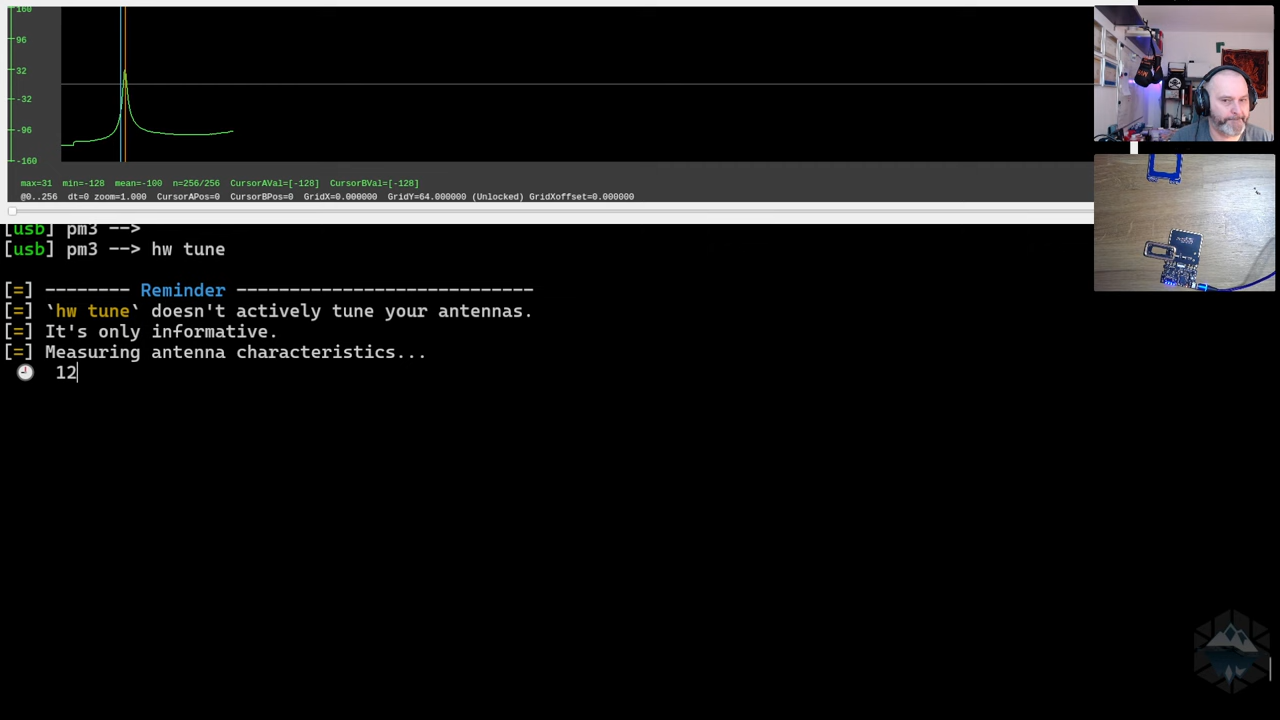 160
96
32
-32
-96
-160
max=31 min=-128 mean=-100 n=256/256 CursorAVal=[-128] CursorBVal=[-128]
@0..256 dt=0 zoom=1.000 CursorAPos=0 CursorBPos=0 GridX=0.000000 GridY=64.000000 (Unlocked) GridXoffset=0.000000
[usb] pm3 -->
[usb] pm3 --> hw tune
[=] -------- Reminder ----------------------------
[=] `hw tune` doesn't actively tune your antennas.
[=] It's only informative.
[=] Measuring antenna characteristics...
🕘 12